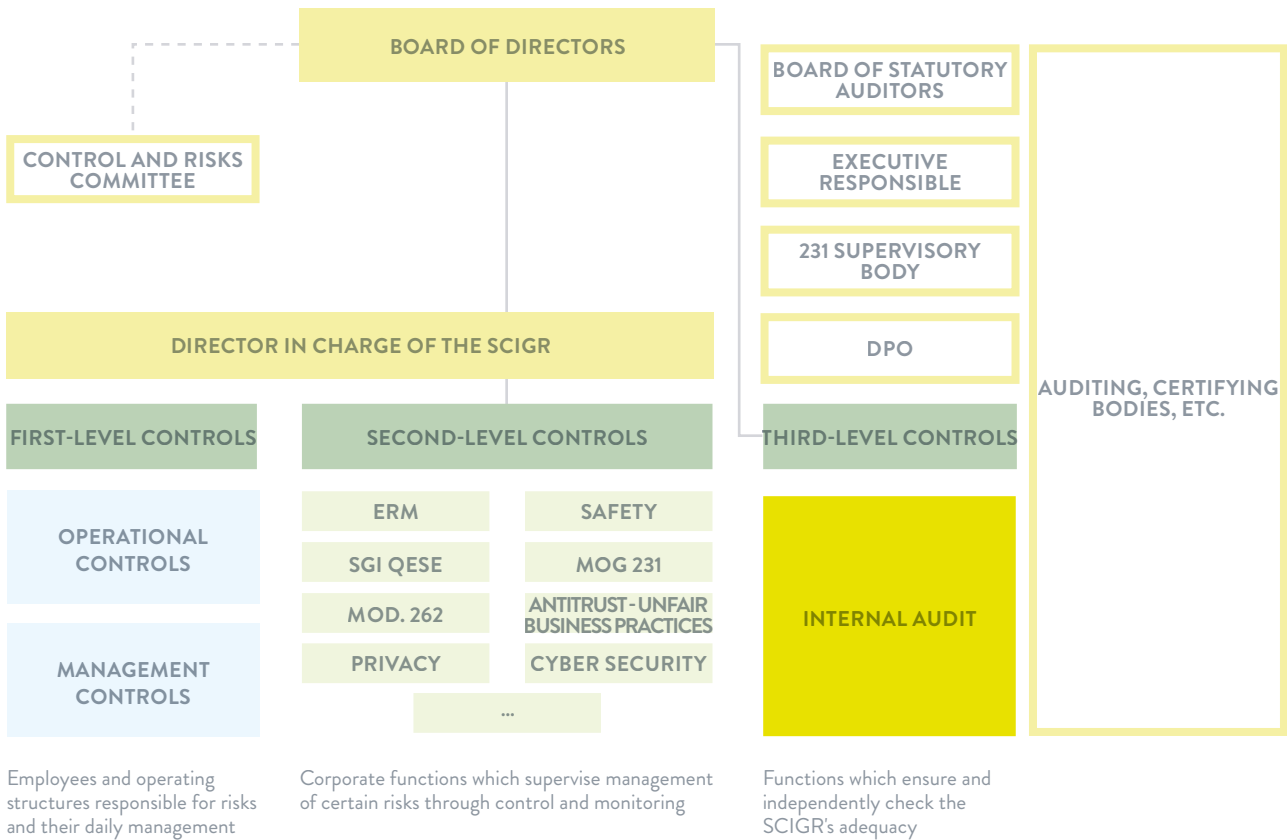 BOARD OF DIRECTORS
CONTROL AND RISKS
COMMITTEE
BOARD OF STATUTORY
AUDITORS
EXECUTIVE
RESPONSIBLE
231 SUPERVISORY
BODY
DPO
AUDITING, CERTIFYING
BODIES, ETC.
DIRECTOR IN CHARGE OF THE SCIGR
FIRST-LEVEL CONTROLS
OPERATIONAL
CONTROLS
MANAGEMENT
CONTROLS
Employees and operating
structures responsible for risks
and their daily management
SECOND-LEVEL CONTROLS
ERM
SAFETY
SGI QESE
MOG 231
MOD. 262
ANTITRUST - UNFAIR
BUSINESS PRACTICES
PRIVACY
CYBER SECURITY
...
Corporate functions which supervise management
of certain risks through control and monitoring
THIRD-LEVEL CONTROLS
INTERNAL AUDIT
Functions which ensure and
independently check the
SCIGR's adequacy